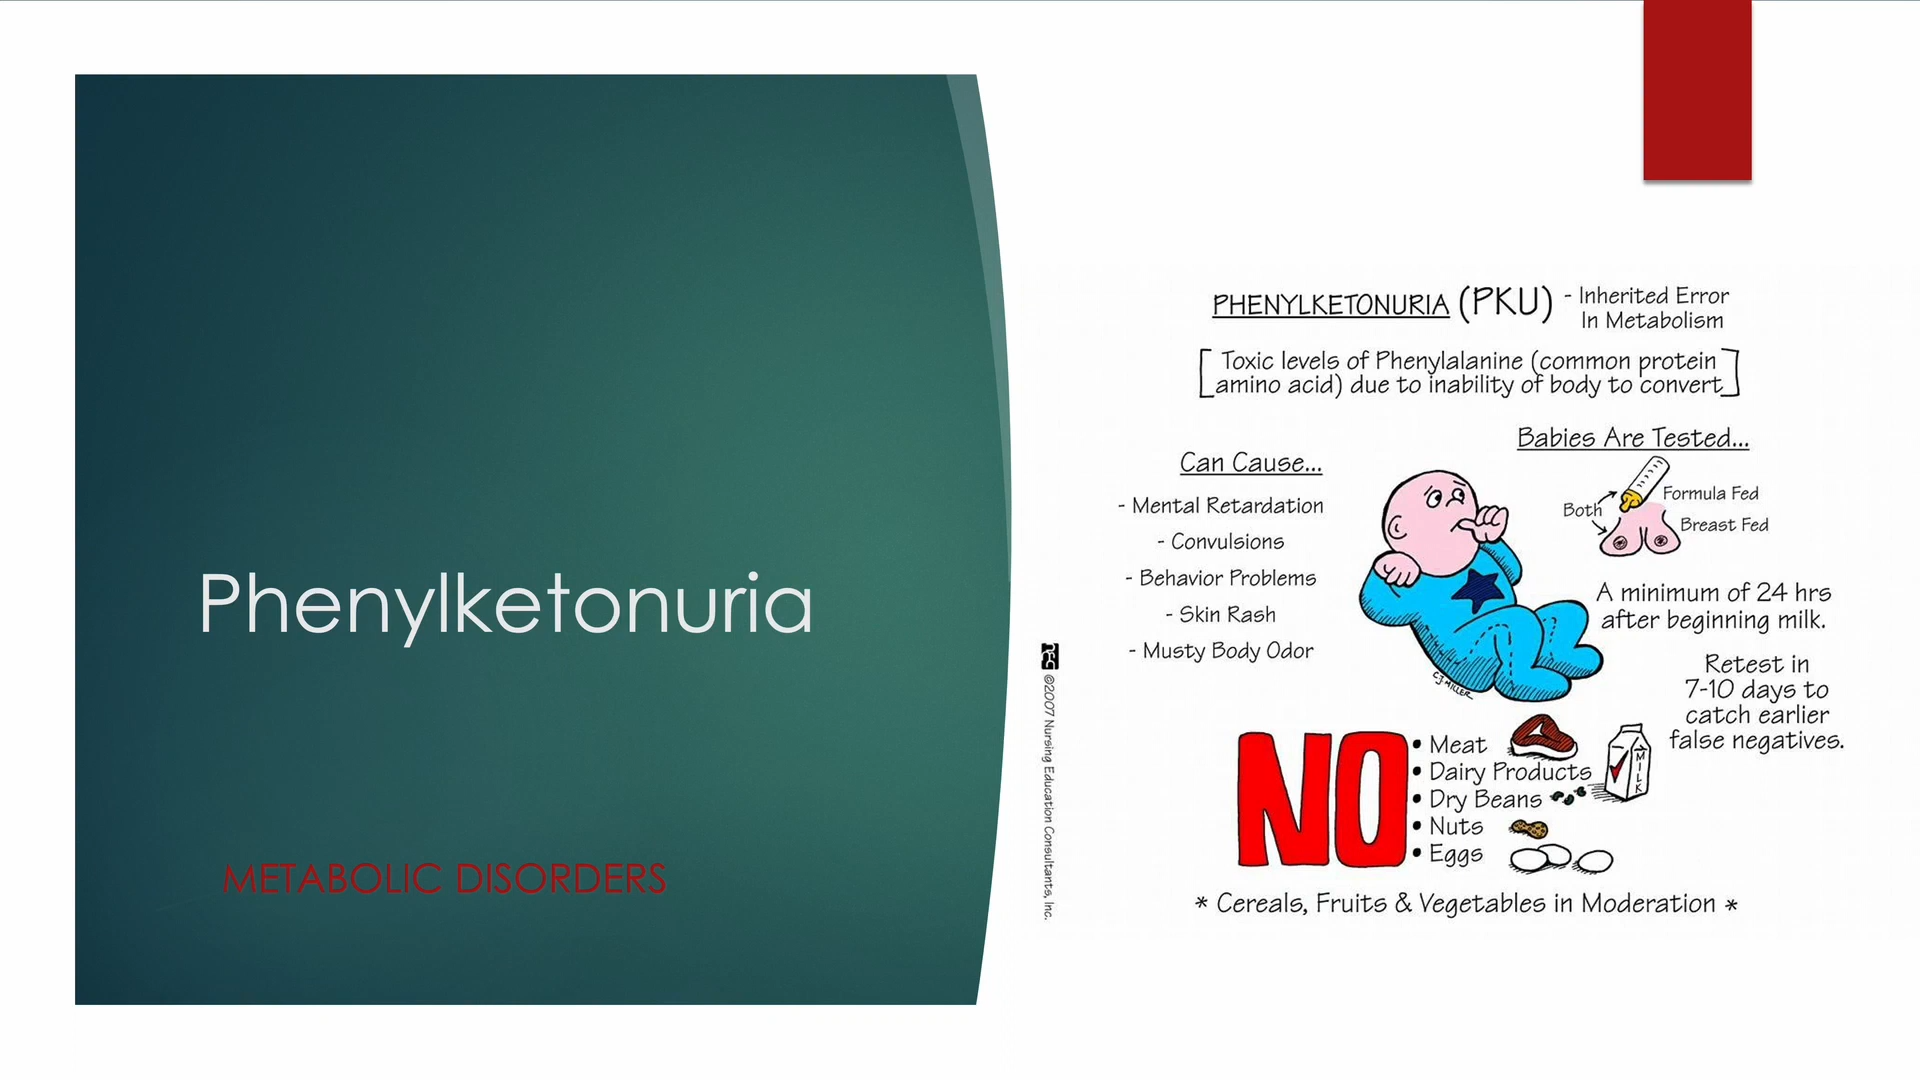 Phenylketonuria
METABOLIC DISORDERS
PHENYLKETONURIA (PKU) - Inherited Error
In Metabolism
[Toxic levels of Phenylalanine (common protein
amino acid) due to inability of body to convert]
Can Cause...
- Mental Retardation
- Convulsions
- Behavior Problems
- Skin Rash
- Musty Body Odor
Babies Are Tested...
Both
Formula Fed
Breast Fed
A minimum of 24 hrs
after beginning milk.
Retest in
7-10 days to
catch earlier
false negatives.
C.J. MILLER
NO
• Meat
• Dairy Products
• Dry Beans
• Nuts
• Eggs
MILK
* Cereals, Fruits & Vegetables in Moderation *
nec ©2007 Nursing Education Consultants, Inc.